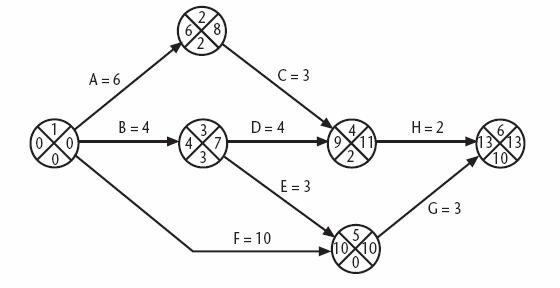 2
6 8
2
A = 6
C = 3
1
0 0
0
B = 4
3
4 7
3
D = 4
4
9 11
2
H = 2
6
13 13
10
E = 3
G = 3
F = 10
5
10 10
0